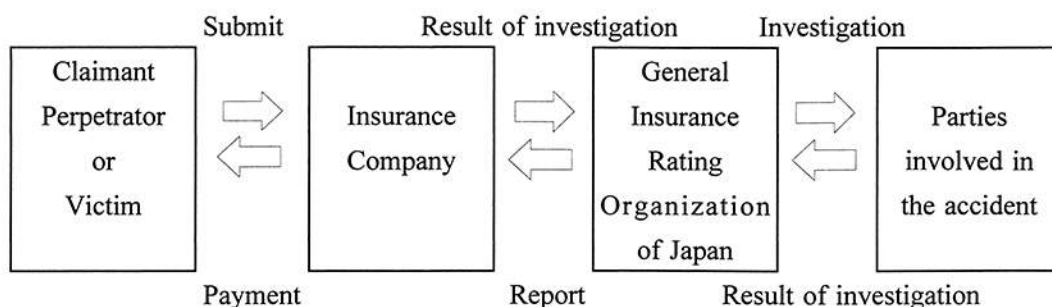 Submit
Result of investigation
Investigation
Claimant
Perpetrator
or
Victim
Insurance
Company
General
Insurance
Rating
Organization
of Japan
Parties
involved in
the accident
Payment
Report
Result of investigation